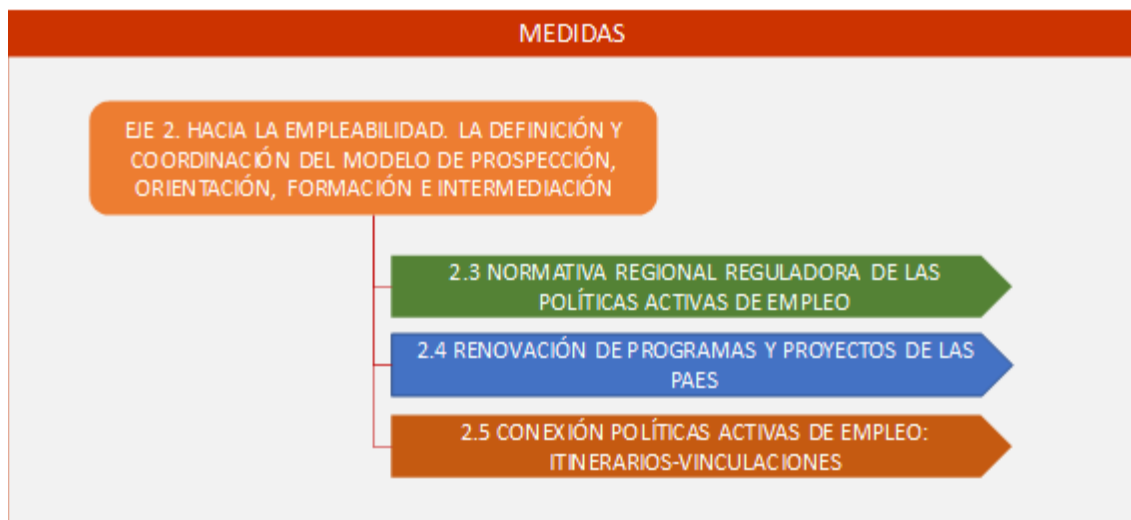 MEDIDAS
EJE 2. HACIA LA EMPLEABILIDAD. LA DEFINICIÓN Y
COORDINACIÓN DEL MODELO DE PROSPECCIÓN,
ORIENTACIÓN, FORMACIÓN E INTERMEDIACIÓN
2.3 NORMATIVA REGIONAL REGULADORA DE LAS
POLÍTICAS ACTIVAS DE EMPLEO
2.4 RENOVACIÓN DE PROGRAMAS Y PROYECTOS DE LAS
PAES
2.5 CONEXIÓN POLÍTICAS ACTIVAS DE EMPLEO:
ITINERARIOS-VINCULACIONES